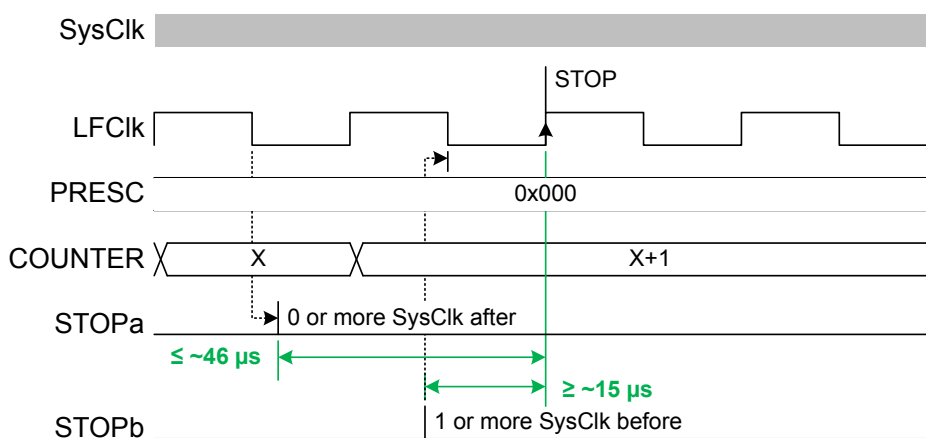 SysClk
STOP
LFClk
PRESC
0x000
COUNTER
X
X+1
STOPa
0 or more SysClk after
≤ ~46 µs
≥ ~15 µs
STOPb
1 or more SysClk before